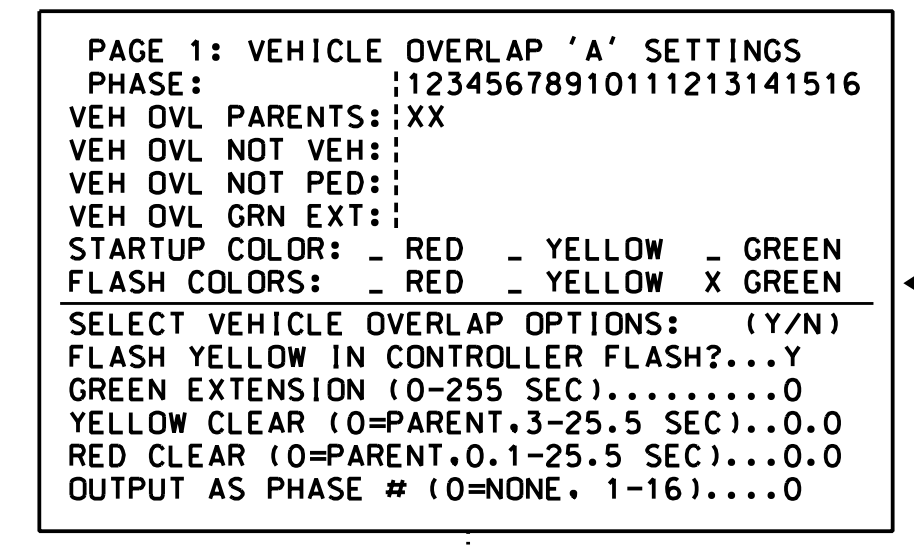 PAGE 1: VEHICLE OVERLAP 'A' SETTINGS
PHASE: ¦12345678910111213141516
VEH OVL PARENTS:¦XX
VEH OVL NOT VEH:¦
VEH OVL NOT PED:¦
VEH OVL GRN EXT:¦
STARTUP COLOR: _ RED _ YELLOW _ GREEN
FLASH COLORS: _ RED _ YELLOW X GREEN
SELECT VEHICLE OVERLAP OPTIONS: (Y/N)
FLASH YELLOW IN CONTROLLER FLASH?...Y
GREEN EXTENSION (0-255 SEC).........0
YELLOW CLEAR (0=PARENT,3-25.5 SEC)..0.0
RED CLEAR (0=PARENT,0.1-25.5 SEC)...0.0
OUTPUT AS PHASE # (0=NONE, 1-16)....0